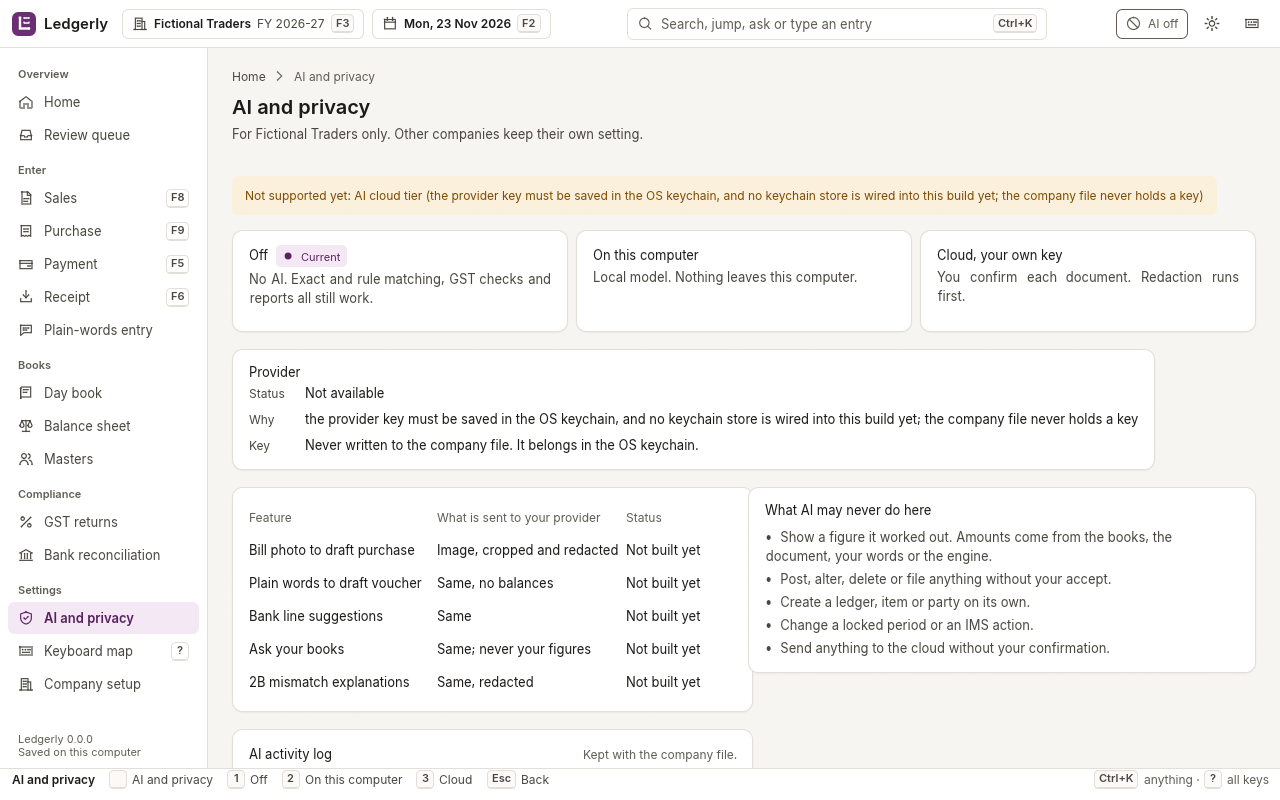 Ledgerly
Fictional Traders FY 2026-27 F3
Mon, 23 Nov 2026 F2
Search, jump, ask or type an entry Ctrl+K
AI off
Overview
Home
Review queue
Enter
Sales F8
Purchase F9
Payment F5
Receipt F6
Plain-words entry
Books
Day book
Balance sheet
Masters
Compliance
GST returns
Bank reconciliation
Settings
AI and privacy
Keyboard map ?
Company setup
Ledgerly 0.0.0
Saved on this computer
Home > AI and privacy
AI and privacy
For Fictional Traders only. Other companies keep their own setting.
Not supported yet: AI cloud tier (the provider key must be saved in the OS keychain, and no keychain store is wired into this build yet; the company file never holds a key)
Off • Current
No AI. Exact and rule matching, GST checks and
reports all still work.
On this computer
Local model. Nothing leaves this computer.
Cloud, your own key
You confirm each document. Redaction runs
first.
Provider
Status Not available
Why the provider key must be saved in the OS keychain, and no keychain store is wired into this build yet; the company file never holds a key
Key Never written to the company file. It belongs in the OS keychain.
Feature What is sent to your provider Status
Bill photo to draft purchase Image, cropped and redacted Not built yet
Plain words to draft voucher Same, no balances Not built yet
Bank line suggestions Same Not built yet
Ask your books Same; never your figures Not built yet
2B mismatch explanations Same, redacted Not built yet
What AI may never do here
• Show a figure it worked out. Amounts come from the books, the
document, your words or the engine.
• Post, alter, delete or file anything without your accept.
• Create a ledger, item or party on its own.
• Change a locked period or an IMS action.
• Send anything to the cloud without your confirmation.
AI activity log Kept with the company file.
AI and privacy AI and privacy 1 Off 2 On this computer 3 Cloud Esc Back
Ctrl+K anything · ? all keys